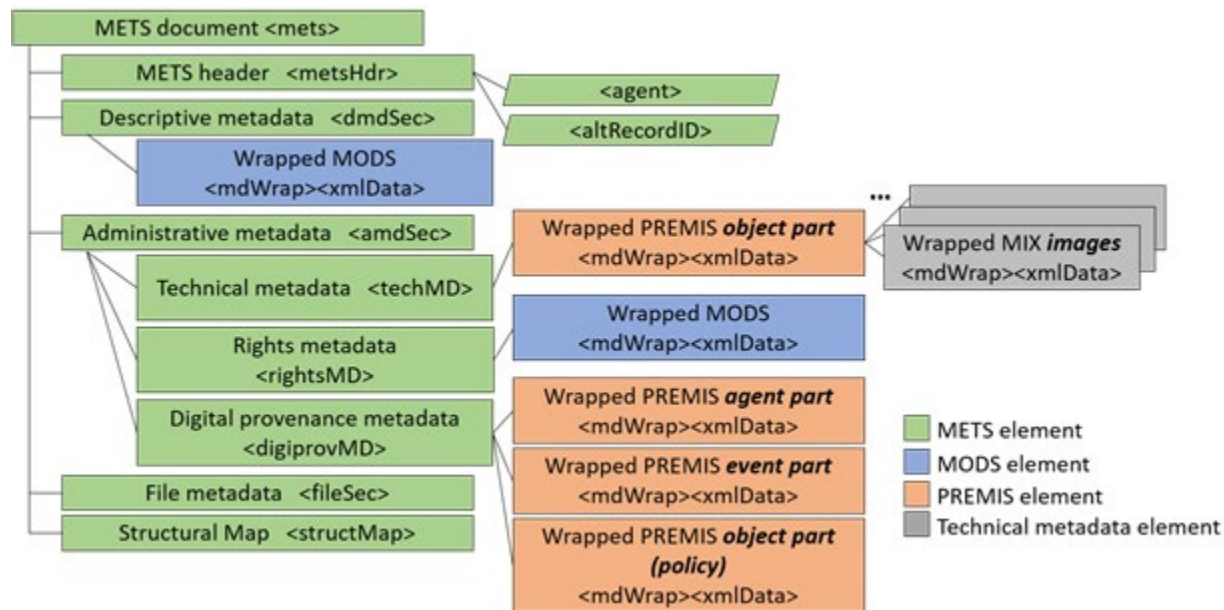 METS document <mets>
METS header <metsHdr>
<agent>
<altRecordID>
Descriptive metadata <dmdSec>
Wrapped MODS
<mdWrap><xmlData>
Administrative metadata <amdSec>
Technical metadata <techMD>
Wrapped PREMIS object part
<mdWrap><xmlData>
...
Wrapped MIX images
<mdWrap><xmlData>
Rights metadata
<rightsMD>
Wrapped MODS
<mdWrap><xmlData>
Digital provenance metadata
<digiprovMD>
Wrapped PREMIS agent part
<mdWrap><xmlData>
Wrapped PREMIS event part
<mdWrap><xmlData>
Wrapped PREMIS object part
(policy)
<mdWrap><xmlData>
File metadata <fileSec>
Structural Map <structMap>
METS element
MODS element
PREMIS element
Technical metadata element